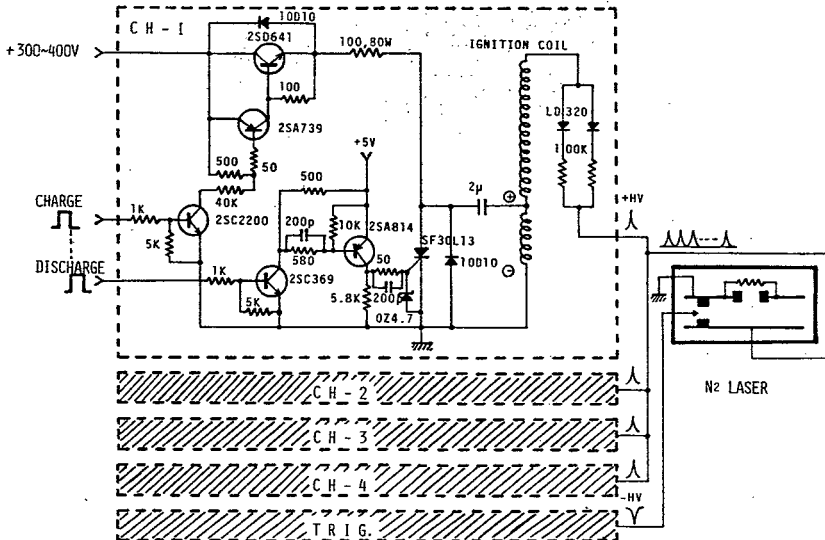 CH-1
10D10
2SD641
100,80W
IGNITION COIL
+300~400V
100
2SA739
LD320
100K
+5V
500
50
500
2μ
40K
+HV
CHARGE
1K
2SC2200
200p
10K
2SA814
SF30L13
5K
580
10D10
DISCHARGE
1K
2SC369
50
5K
5.8K
200p
OZ4.7
N2 LASER
CH-2
CH-3
CH-4
-HV
TRIG.